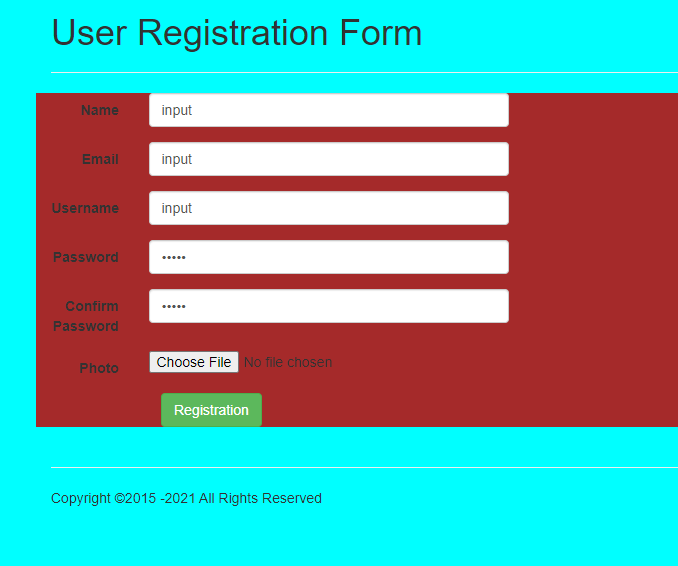 User Registration Form
Name input
Email input
Username input
Password •••••
Confirm Password •••••
Photo Choose File No file chosen
Registration
Copyright ©2015 -2021 All Rights Reserved